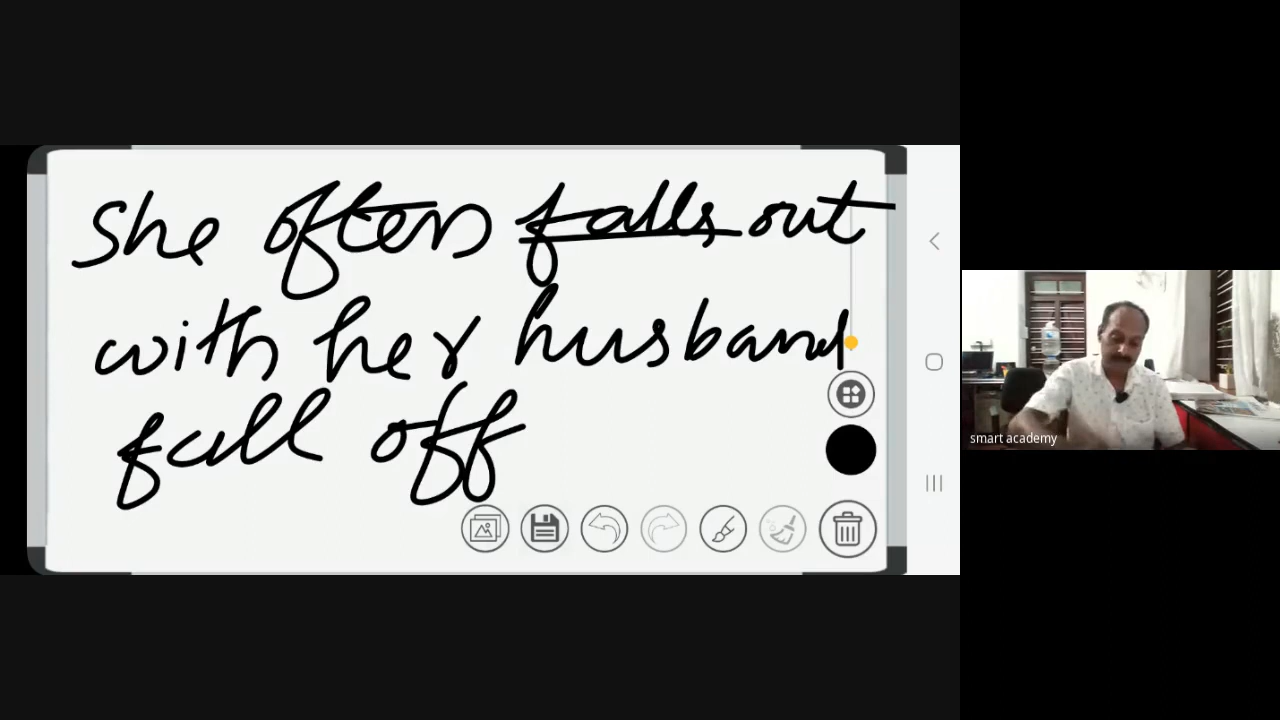 She often falls out
with her husband
fall off
smart academy